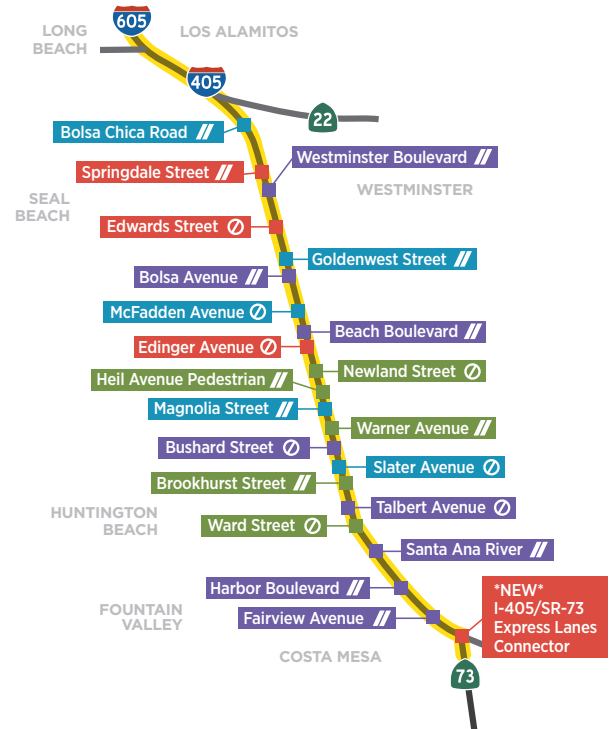 605
LONG
BEACH
LOS ALAMITOS
405
22
Bolsa Chica Road
Westminster Boulevard
Springdale Street
WESTMINSTER
SEAL
BEACH
Edwards Street
Goldenwest Street
Bolsa Avenue
McFadden Avenue
Beach Boulevard
Edinger Avenue
Newland Street
Heil Avenue Pedestrian
Magnolia Street
Warner Avenue
Bushard Street
Slater Avenue
Brookhurst Street
Talbert Avenue
HUNTINGTON
BEACH
Ward Street
Santa Ana River
Harbor Boulevard
*NEW*
I-405/SR-73
Express Lanes
Connector
FOUNTAIN
VALLEY
Fairview Avenue
COSTA MESA
73